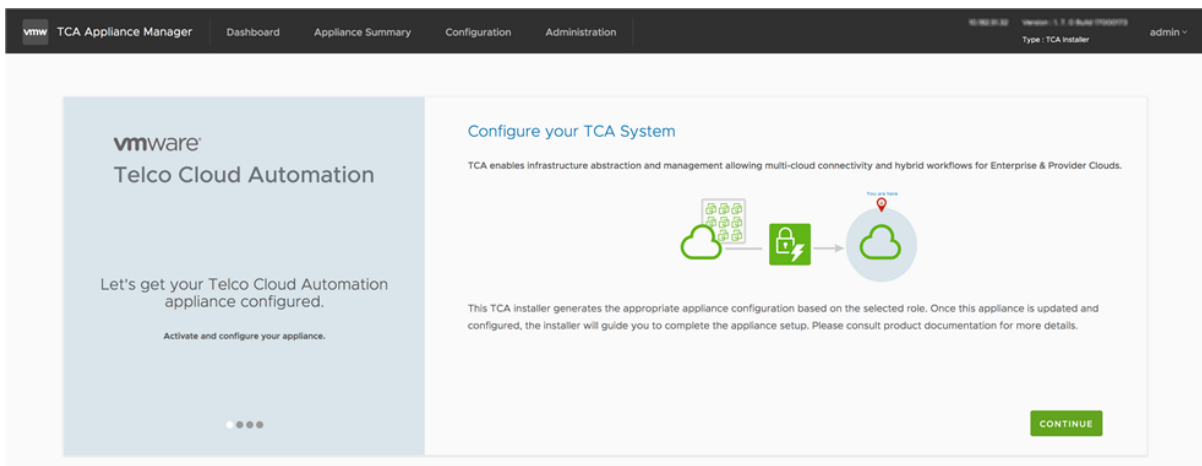 vmw TCA Appliance Manager Dashboard Appliance Summary Configuration Administration
Type : TCA Installer
admin
vmware®
Telco Cloud Automation
Let's get your Telco Cloud Automation
appliance configured.
Activate and configure your appliance.
Configure your TCA System
TCA enables infrastructure abstraction and management allowing multi-cloud connectivity and hybrid workflows for Enterprise & Provider Clouds.
You are here
This TCA installer generates the appropriate appliance configuration based on the selected role. Once this appliance is updated and
configured, the installer will guide you to complete the appliance setup. Please consult product documentation for more details.
CONTINUE